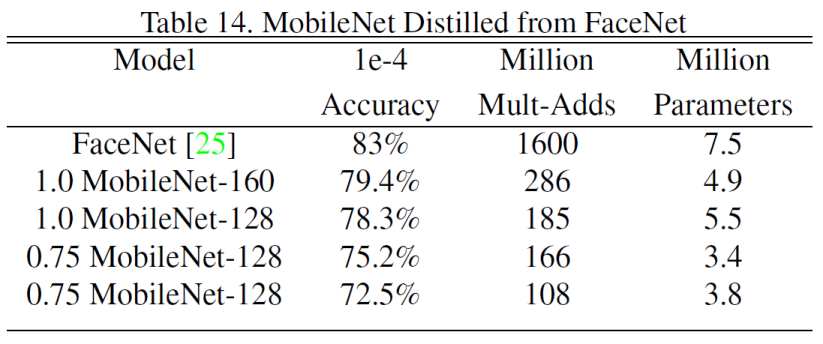 Table 14. MobileNet Distilled from FaceNet
Model 1e-4 Million Million
Accuracy Mult-Adds Parameters
FaceNet [25] 83% 1600 7.5
1.0 MobileNet-160 79.4% 286 4.9
1.0 MobileNet-128 78.3% 185 5.5
0.75 MobileNet-128 75.2% 166 3.4
0.75 MobileNet-128 72.5% 108 3.8